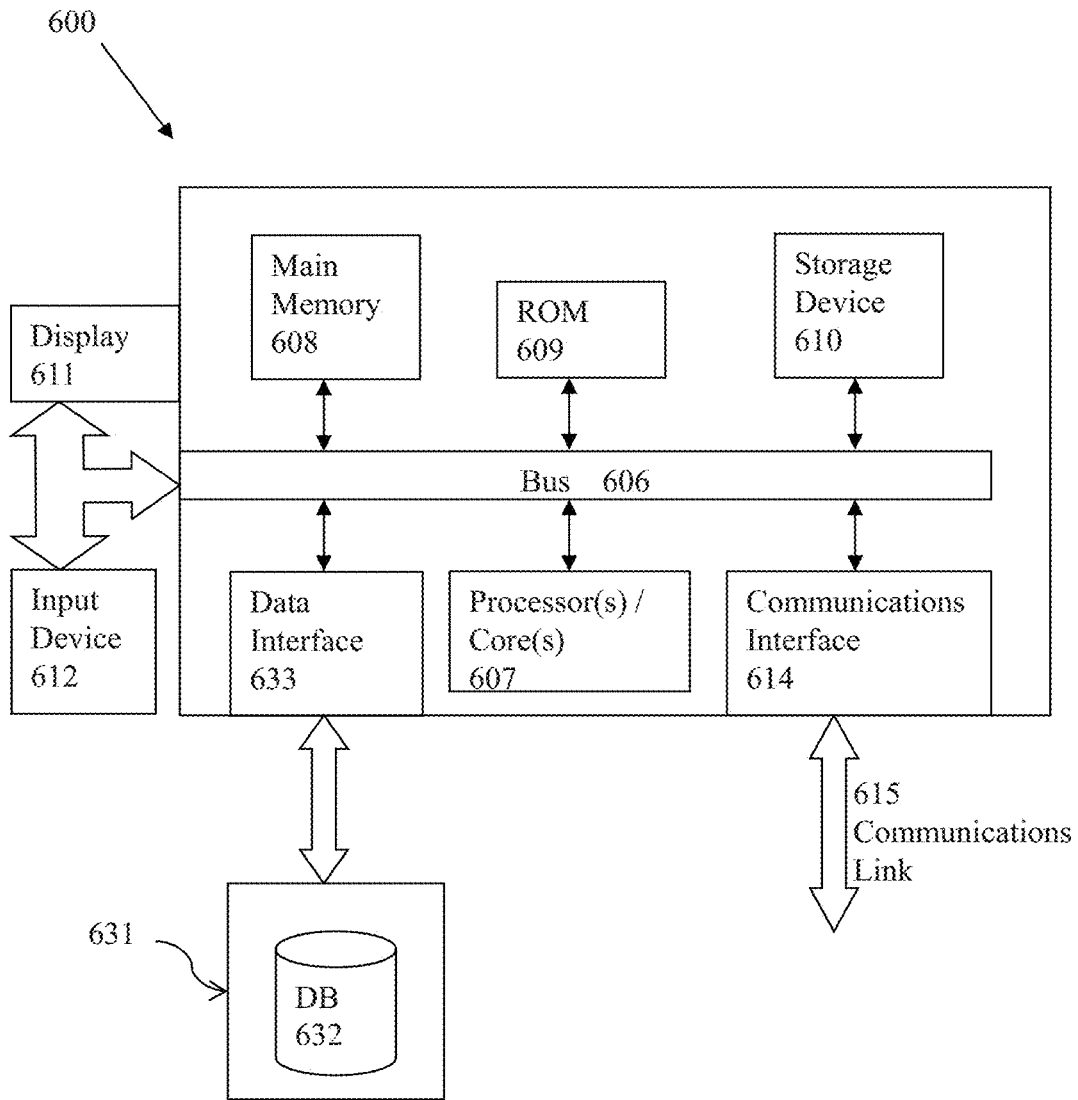 600
Main
Memory
608
ROM
609
Storage
Device
610
Display
611
Bus 606
Input
Device
612
Data
Interface
633
Processor(s) /
Core(s)
607
Communications
Interface
614
615
Communications
Link
631
DB
632